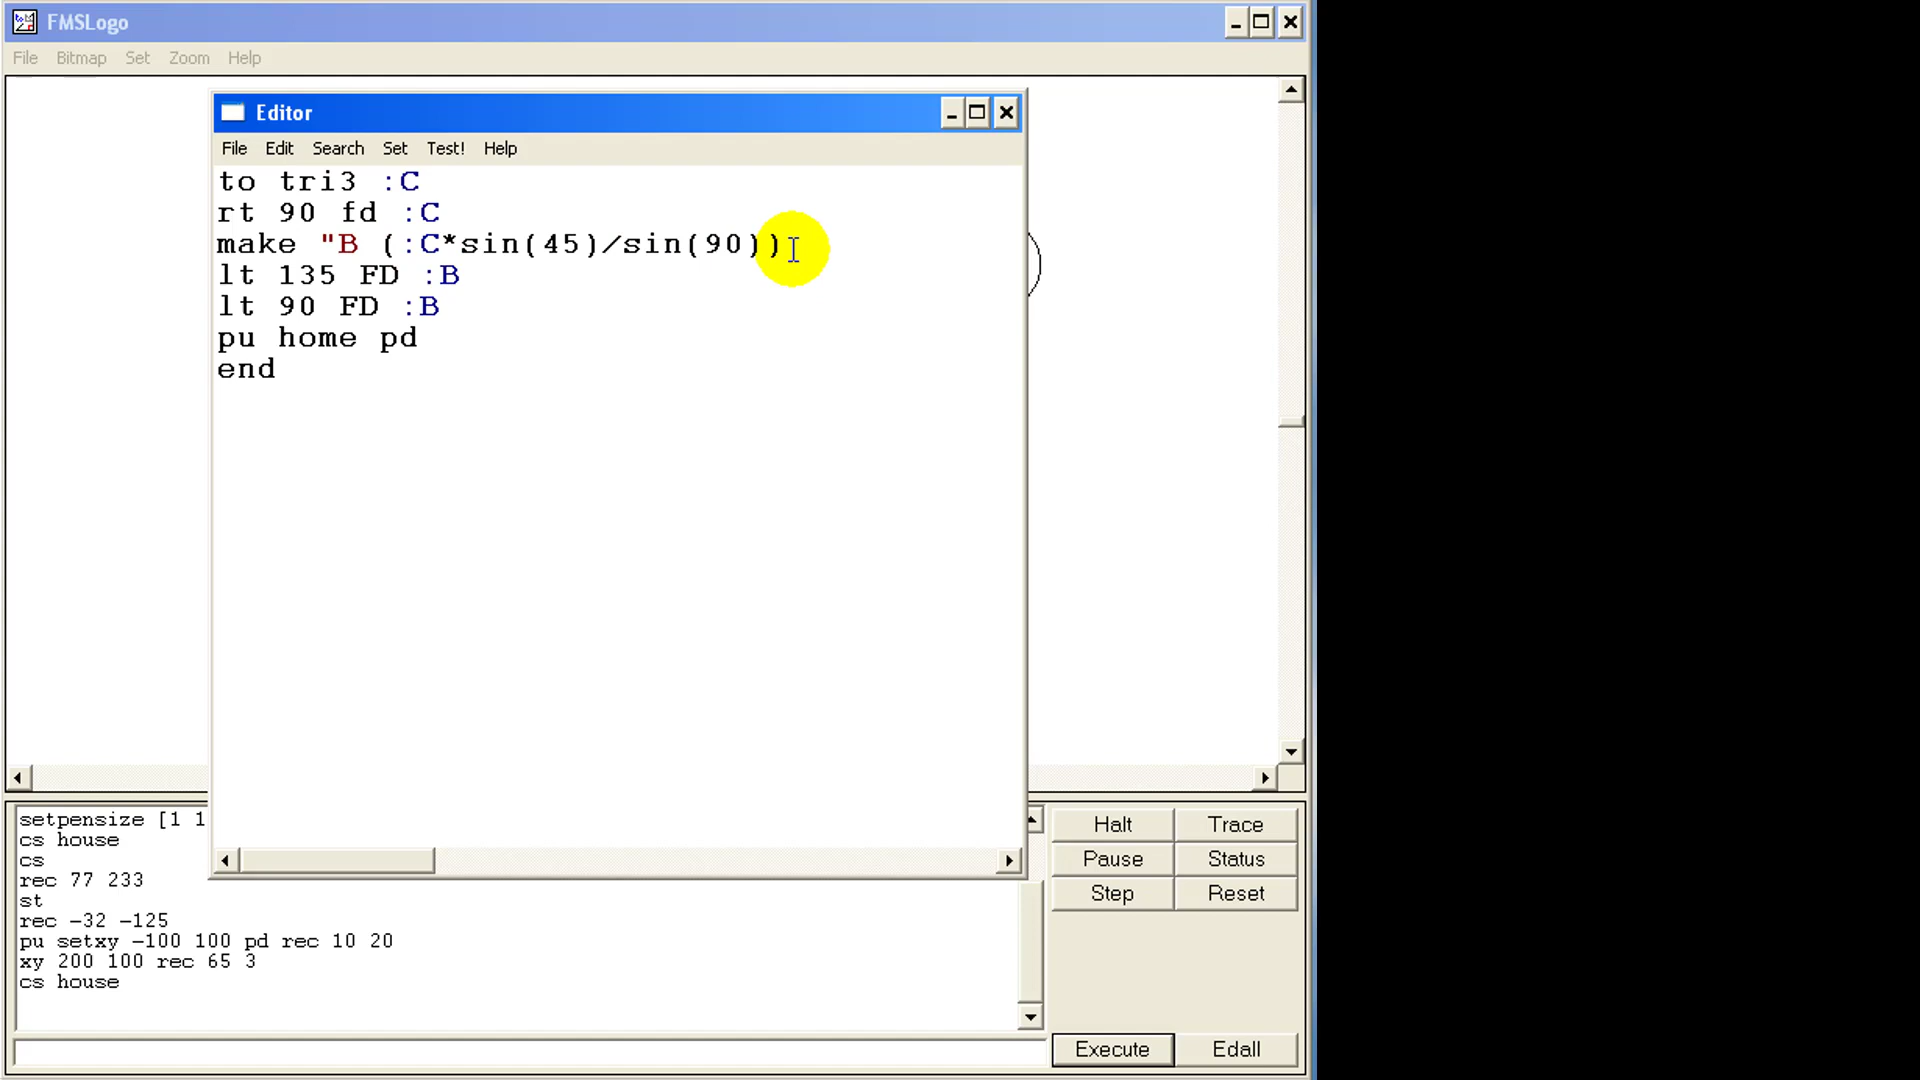 FMSLogo
File Bitmap Set Zoom Help
Editor
File Edit Search Set Test! Help
to tri3 :C
rt 90 fd :C
make "B (:C*sin(45)/sin(90))
lt 135 FD :B
lt 90 FD :B
pu home pd
end
setpensize [1 1
cs house
cs
rec 77 233
st
rec -32 -125
pu setxy -100 100 pd rec 10 20
xy 200 100 rec 65 3
cs house
Halt Trace
Pause Status
Step Reset
Execute Edall